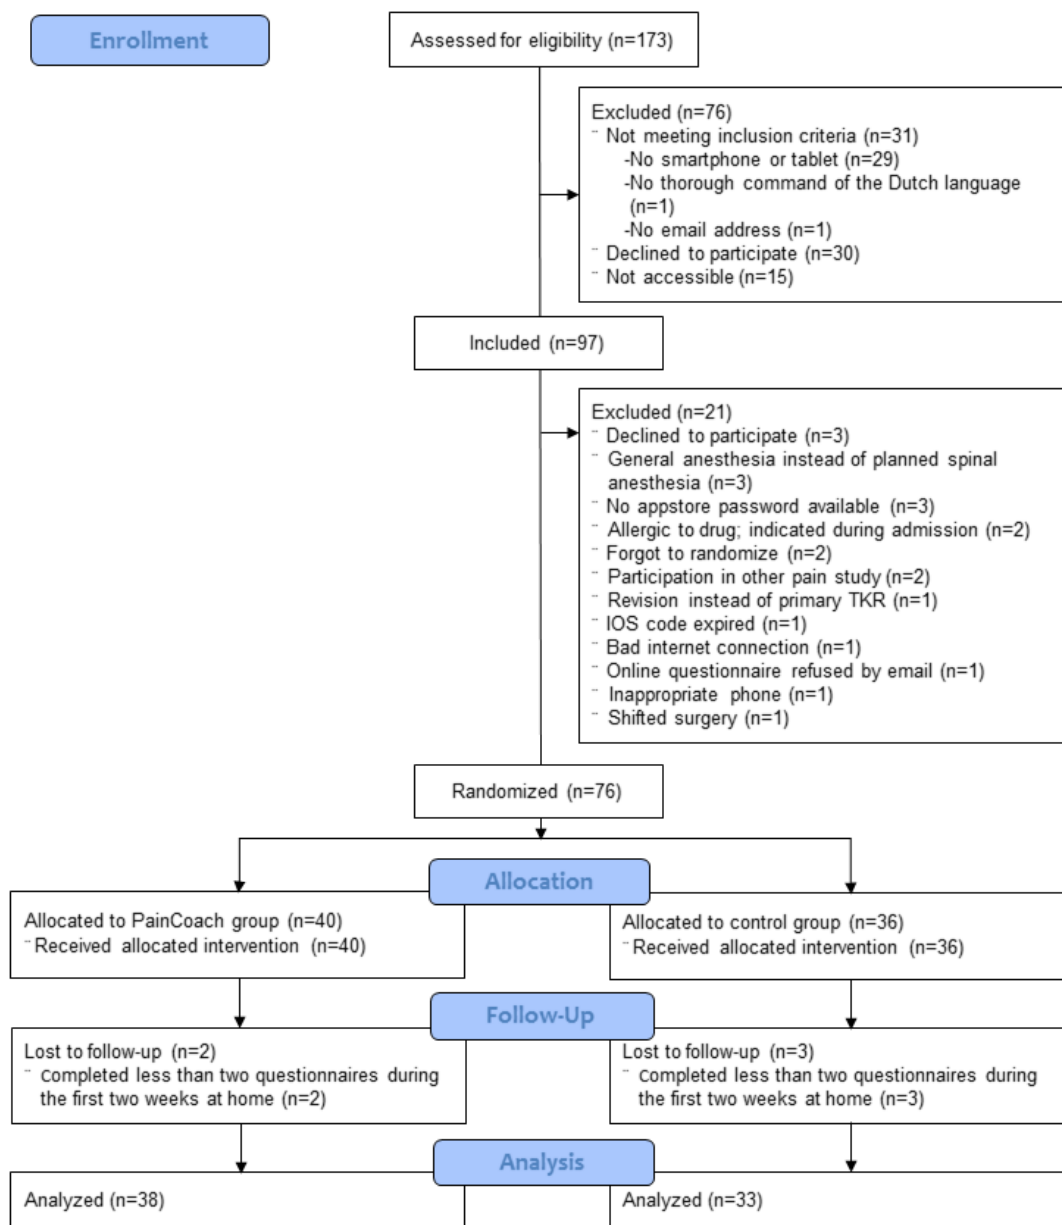 Enrollment
Assessed for eligibility (n=173)
Excluded (n=76)
¨ Not meeting inclusion criteria (n=31)
-No smartphone or tablet (n=29)
-No thorough command of the Dutch language
(n=1)
-No email address (n=1)
¨ Declined to participate (n=30)
¨ Not accessible (n=15)
Included (n=97)
Excluded (n=21)
¨ Declined to participate (n=3)
¨ General anesthesia instead of planned spinal
anesthesia (n=3)
¨ No appstore password available (n=3)
¨ Allergic to drug; indicated during admission (n=2)
¨ Forgot to randomize (n=2)
¨ Participation in other pain study (n=2)
¨ Revision instead of primary TKR (n=1)
¨ IOS code expired (n=1)
¨ Bad internet connection (n=1)
¨ Online questionnaire refused by email (n=1)
¨ Inappropriate phone (n=1)
¨ Shifted surgery (n=1)
Randomized (n=76)
Allocation
Allocated to PainCoach group (n=40)
¨ Received allocated intervention (n=40)
Allocated to control group (n=36)
¨ Received allocated intervention (n=36)
Follow-Up
Lost to follow-up (n=2)
¨ Completed less than two questionnaires during
the first two weeks at home (n=2)
Lost to follow-up (n=3)
¨ Completed less than two questionnaires during
the first two weeks at home (n=3)
Analysis
Analyzed (n=38)
Analyzed (n=33)